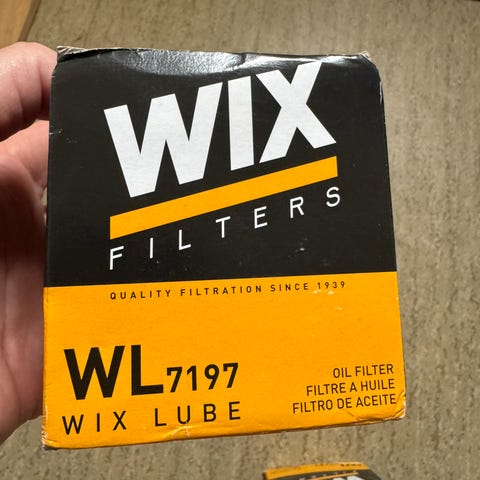 WIX
FILTERS
QUALITY FILTRATION SINCE 1939
WL7197
WIX LUBE
OIL FILTER
FILTRE A HUILE
FILTRO DE ACEITE